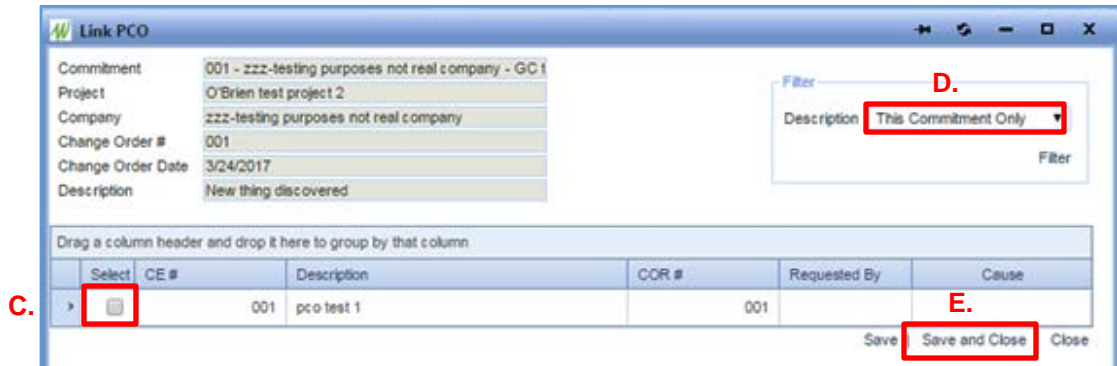 Link PCO
Commitment 001 - zzz-testing purposes not real company - GC t
Project O'Brien test project 2
Company zzz-testing purposes not real company
Change Order # 001
Change Order Date 3/24/2017
Description New thing discovered
Filter
D.
Description This Commitment Only
Filter
Drag a column header and drop it here to group by that column
Select CE # Description COR # Requested By Cause
C. 001 pco test 1 001 E.
Save | Save and Close Close